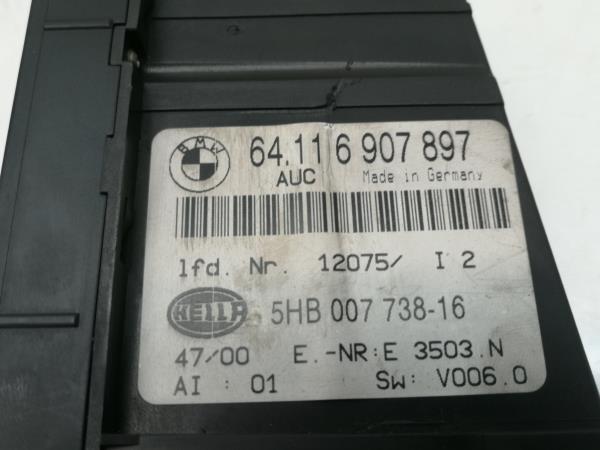 BMW
64.11 6 907 897
AUC Made in Germany
lfd. Nr. 12075/ I 2
HELLA 5HB 007 738-16
47/00 E.-NR:E 3503.N
AI : 01 SW: V006.0